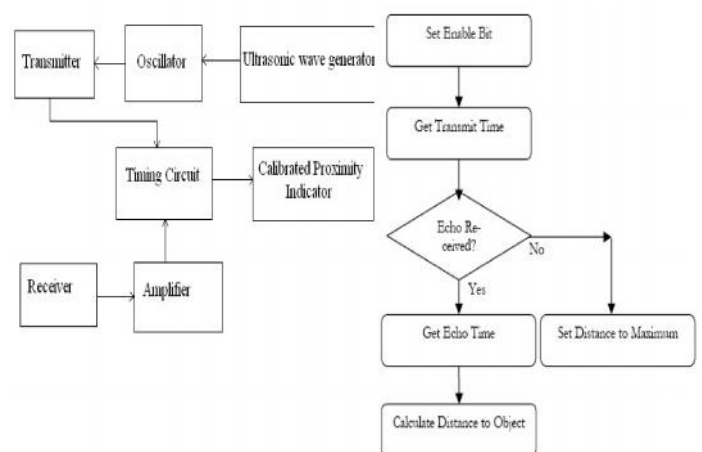 Transmitter
Oscillator
Ultrasonic wave generator
Timing Circuit
Calibrated Proximity
Indicator
Receiver
Amplifier
Set Enable Bit
Get Transmit Time
Echo Re-
ceived?
No
Yes
Get Echo Time
Set Distance to Maximum
Calculate Distance to Object